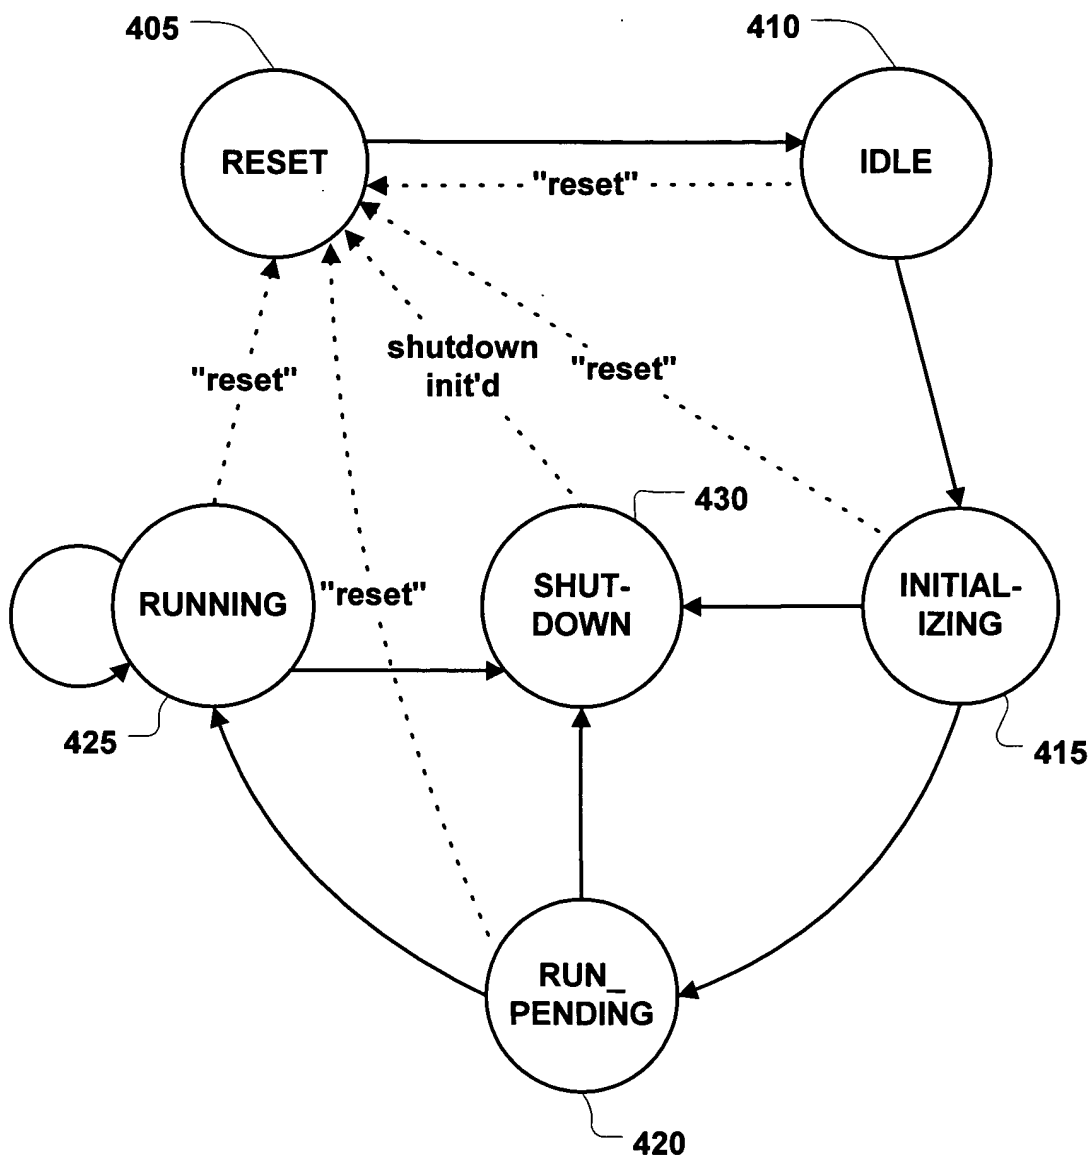 405
410
RESET
IDLE
"reset"
shutdown
init'd
"reset"
"reset"
430
RUNNING
"reset"
SHUT-
DOWN
INITIAL-
IZING
425
415
RUN_
PENDING
420